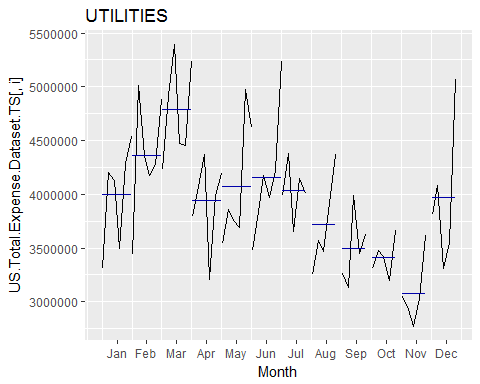 UTILITIES
US.Total.Expense.Dataset.TS[, i]
5500000
5000000
4500000
4000000
3500000
3000000
Jan Feb Mar Apr May Jun Jul Aug Sep Oct Nov Dec
Month